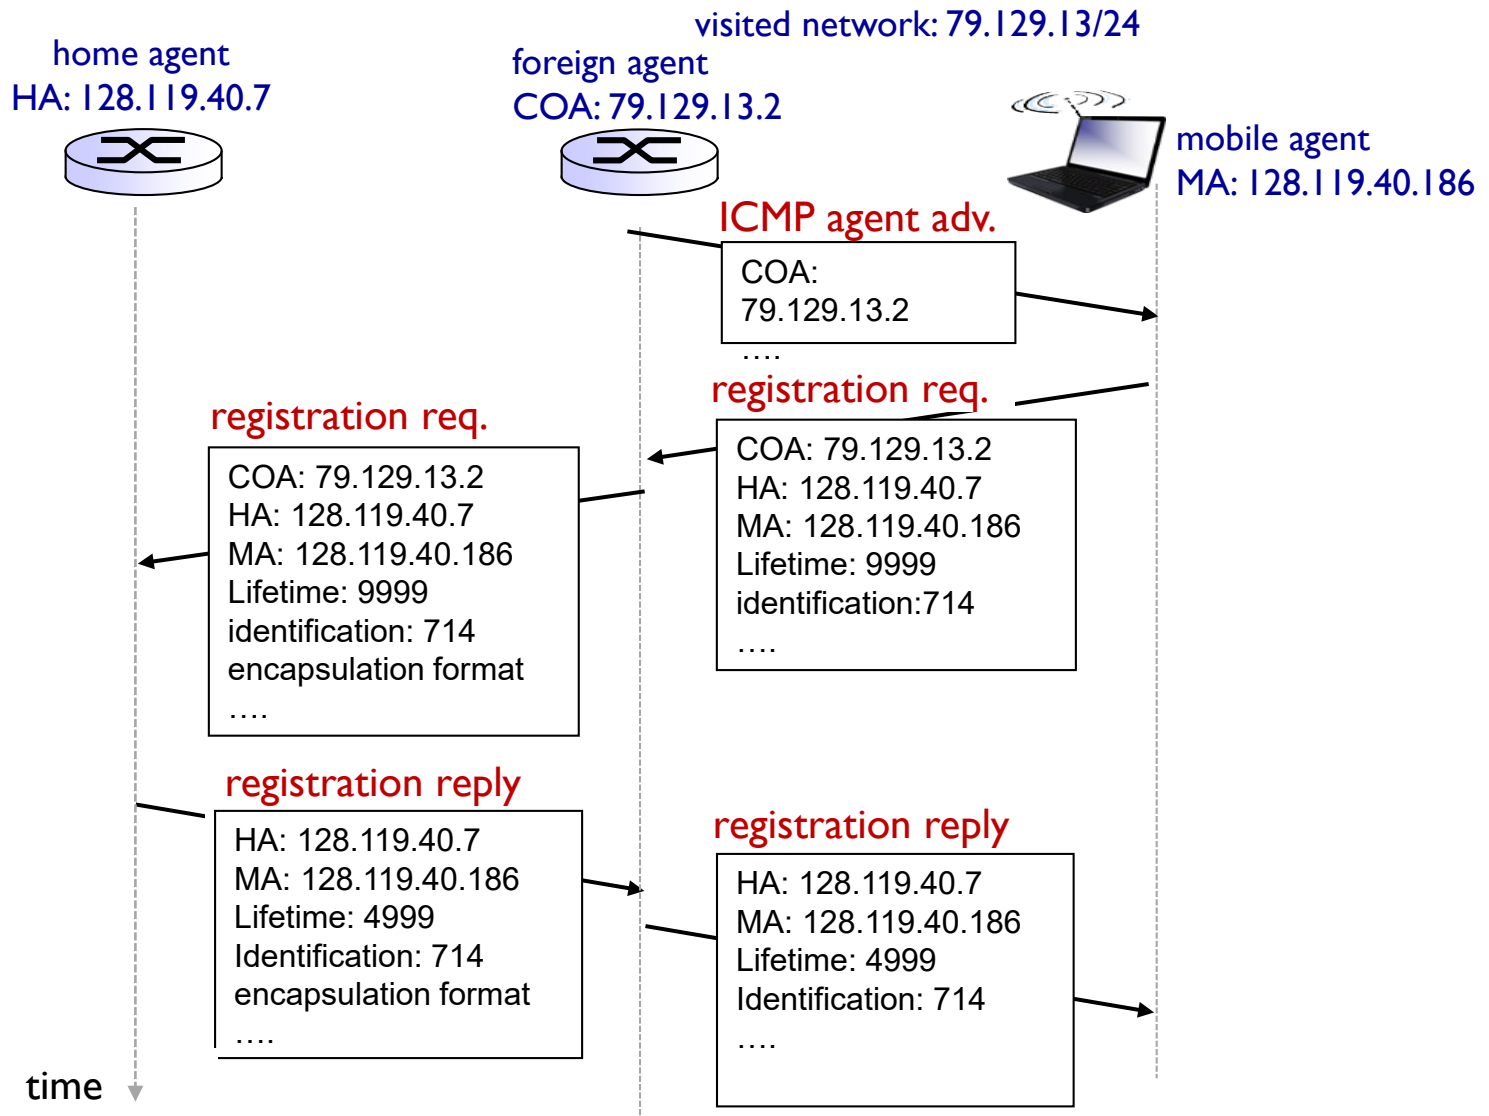 visited network: 79.129.13/24
home agent
HA: 128.119.40.7
foreign agent
COA: 79.129.13.2
mobile agent
MA: 128.119.40.186
ICMP agent adv.
COA:
79.129.13.2
….
registration req.
COA: 79.129.13.2
HA: 128.119.40.7
MA: 128.119.40.186
Lifetime: 9999
identification:714
….
registration req.
COA: 79.129.13.2
HA: 128.119.40.7
MA: 128.119.40.186
Lifetime: 9999
identification: 714
encapsulation format
….
registration reply
HA: 128.119.40.7
MA: 128.119.40.186
Lifetime: 4999
Identification: 714
encapsulation format
….
registration reply
HA: 128.119.40.7
MA: 128.119.40.186
Lifetime: 4999
Identification: 714
….
time